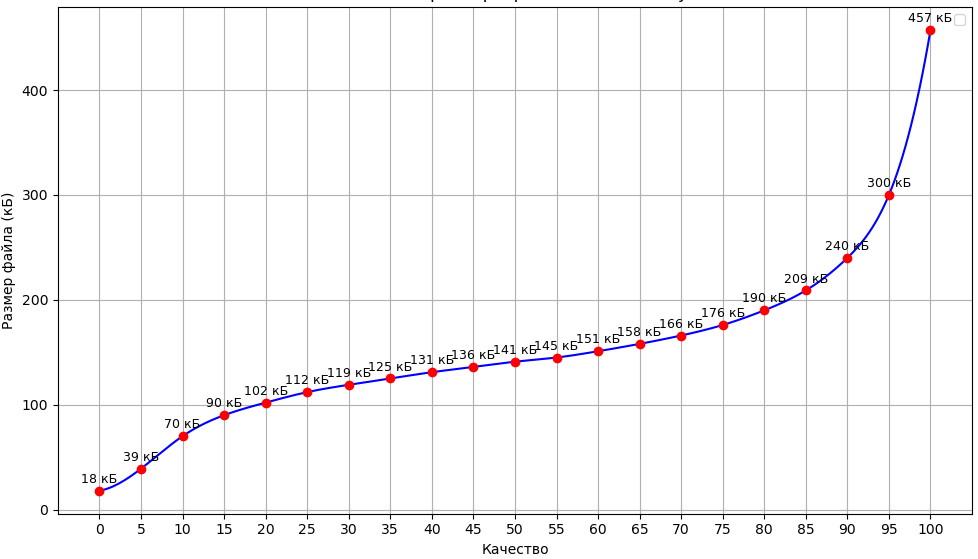 457 кБ
400
300 кБ
300
240 кБ
209 кБ
200
190 кБ
176 кБ
166 кБ
158 кБ
151 кБ
145 кБ
141 кБ
136 кБ
131 кБ
125 кБ
119 кБ
112 кБ
102 кБ
100
90 кБ
70 кБ
39 кБ
18 кБ
0
Размер файла (кБ)
0 5 10 15 20 25 30 35 40 45 50 55 60 65 70 75 80 85 90 95 100
Качество